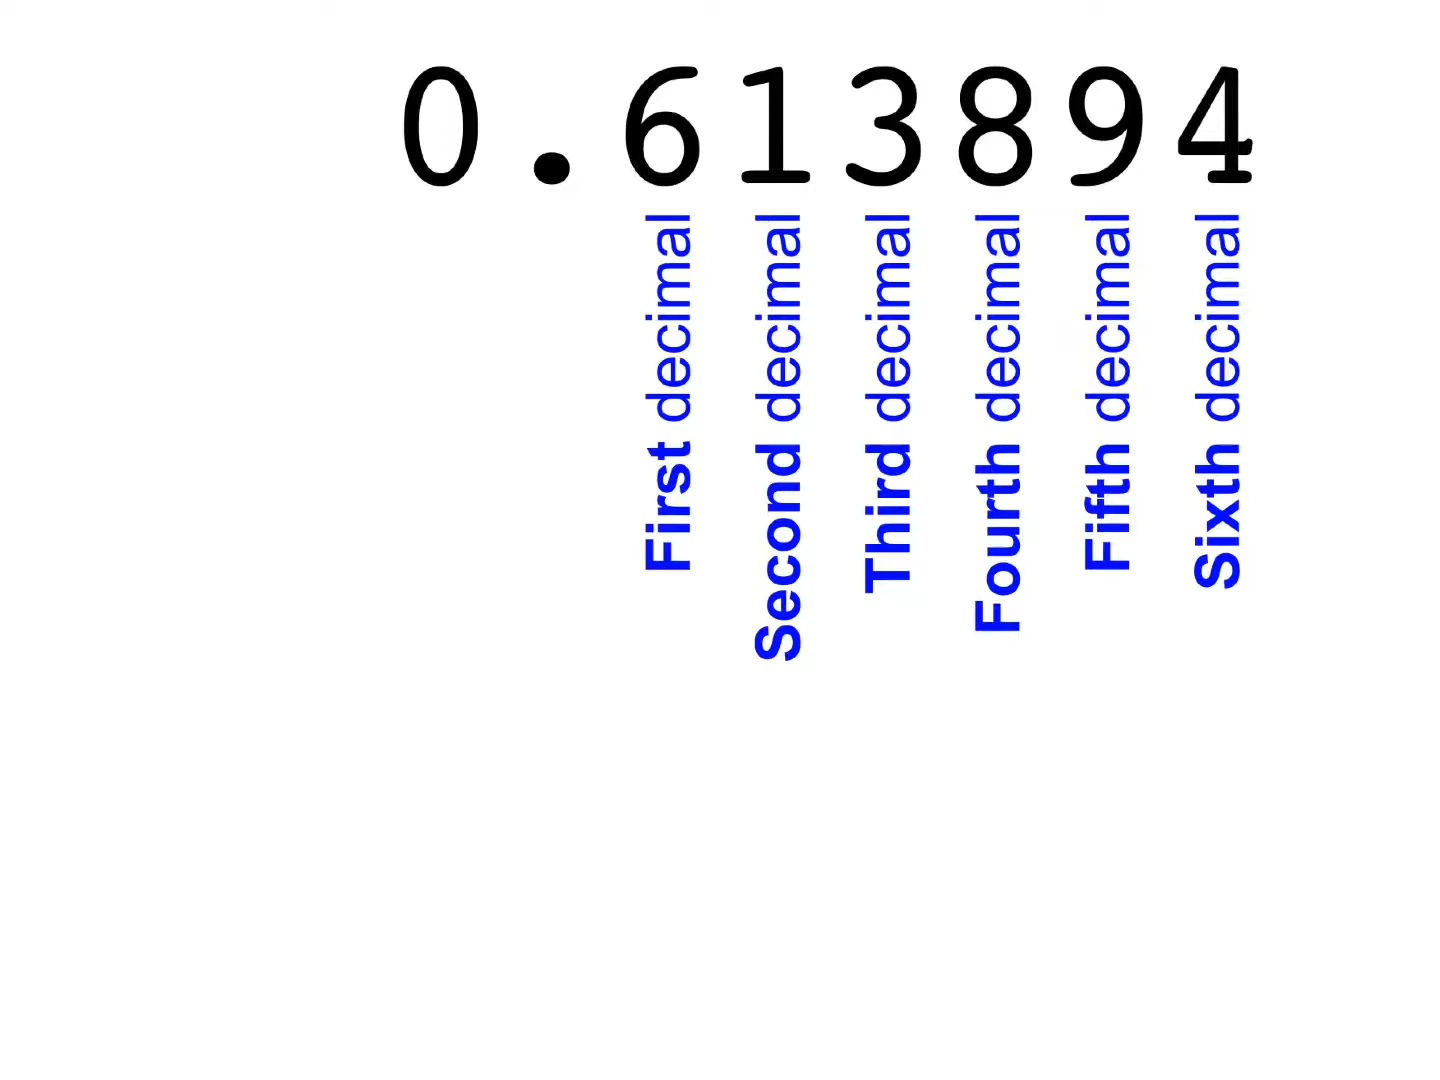 0.613894
First decimal
Second decimal
Third decimal
Fourth decimal
Fifth decimal
Sixth decimal